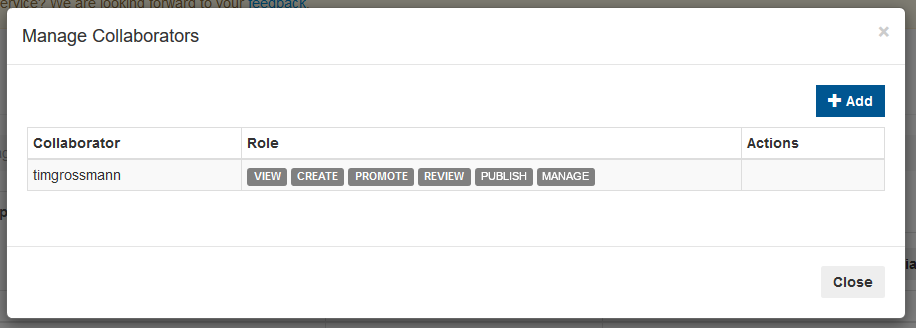 ervice? We are looking forward to your feedback.
Manage Collaborators
×
+ Add
Collaborator Role Actions
timgrossmann VIEW CREATE PROMOTE REVIEW PUBLISH MANAGE
Close